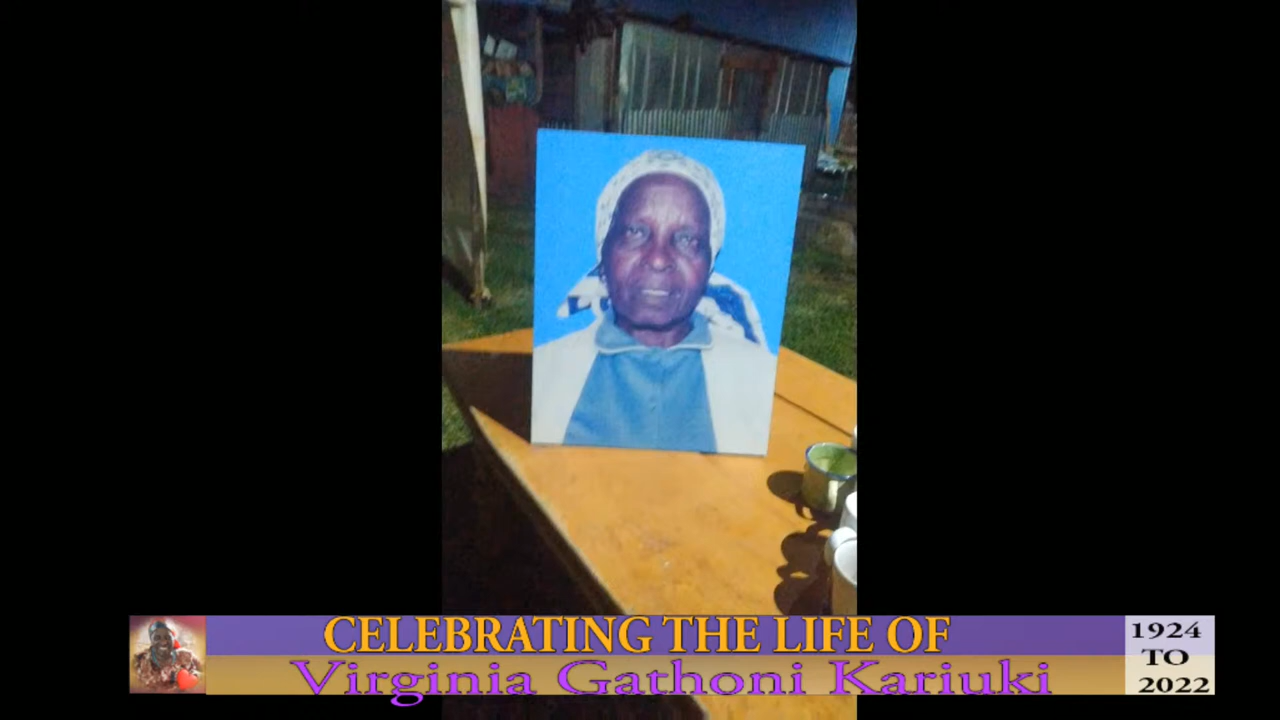 CELEBRATING THE LIFE OF
Virginia Gathoni Kariuki
1924
TO
2022